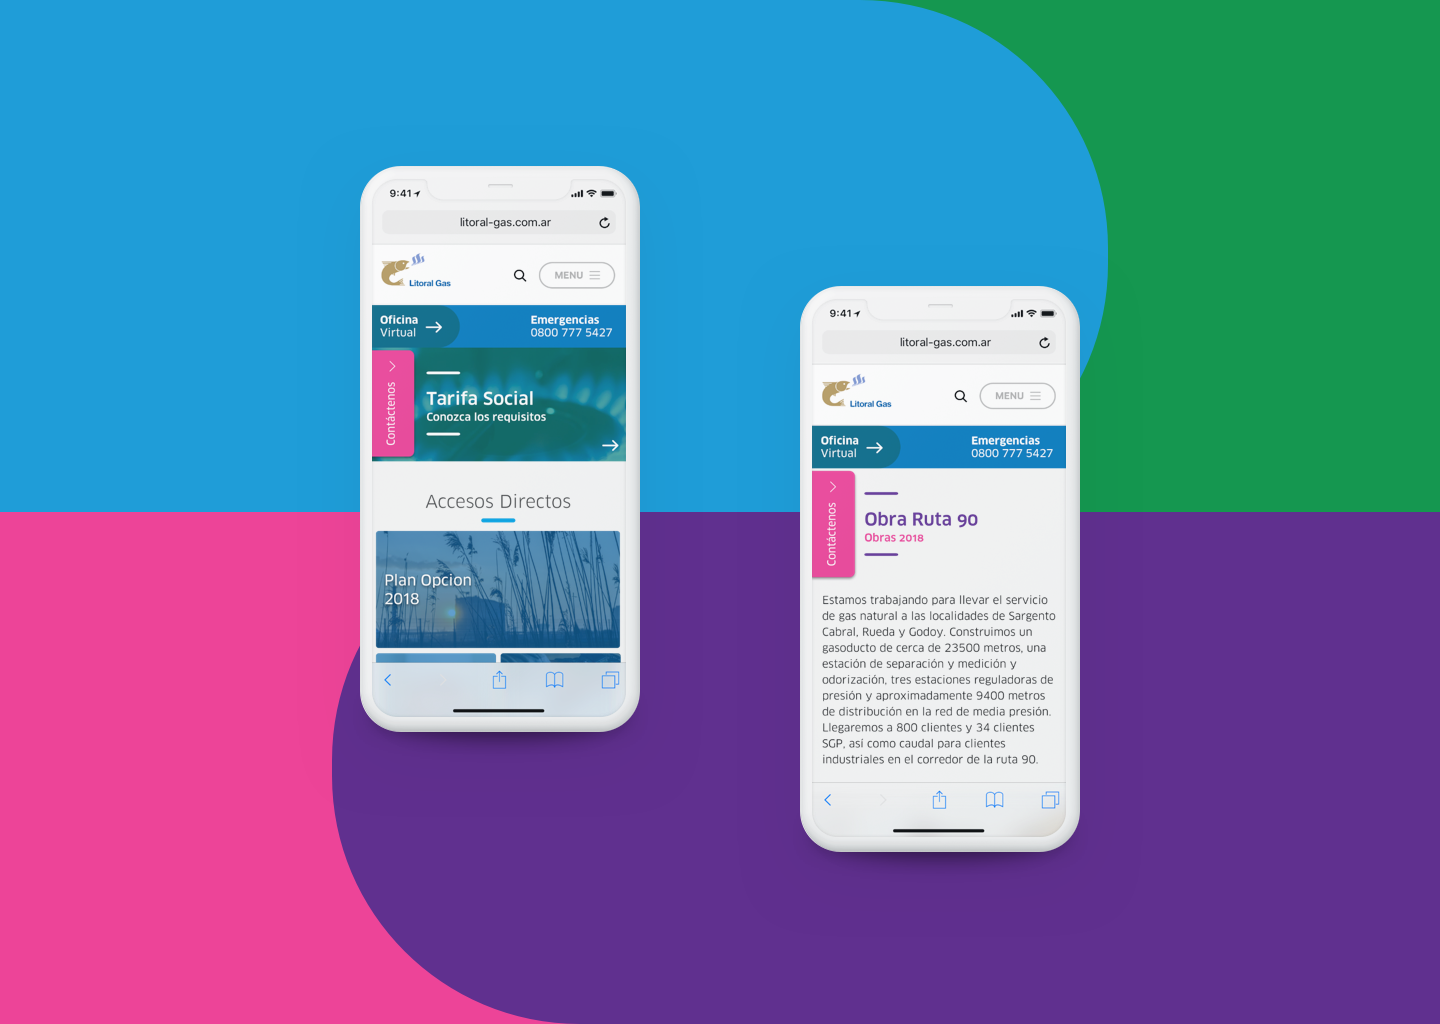 9:41
litoral-gas.com.ar
Litoral Gas
MENU
Oficina
Virtual
Emergencias
0800 777 5427
Contáctenos
Tarifa Social
Conozca los requisitos
Accesos Directos
Plan Opcion
2018
9:41
litoral-gas.com.ar
Litoral Gas
MENU
Oficina
Virtual
Emergencias
0800 777 5427
Contáctenos
Obra Ruta 90
Obras 2018
Estamos trabajando para llevar el servicio
de gas natural a las localidades de Sargento
Cabral, Rueda y Godoy. Construimos un
gasoducto de cerca de 23500 metros, una
estación de separación y medición y
odorización, tres estaciones reguladoras de
presión y aproximadamente 9400 metros
de distribución en la red de media presión.
Llegaremos a 800 clientes y 34 clientes
SGP, así como caudal para clientes
industriales en el corredor de la ruta 90.